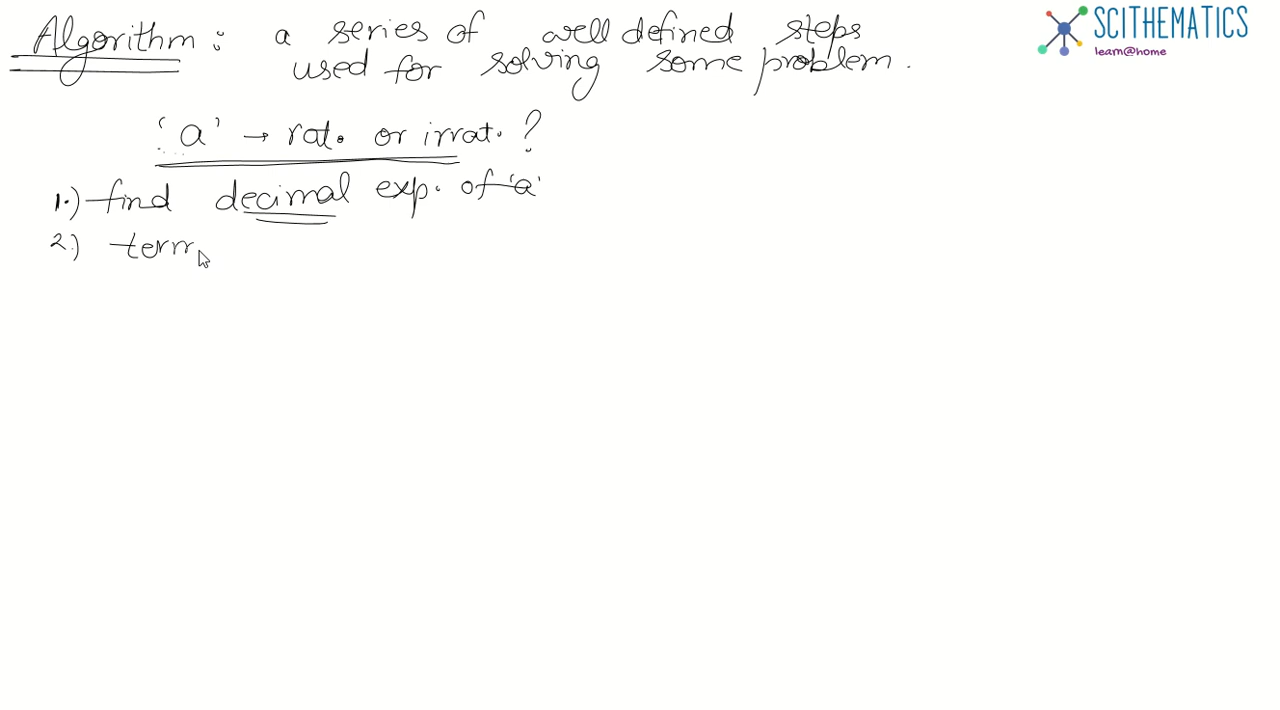 Algorithm: a series of well defined steps
used for solving some problem.
'a' → rat. or irrat. ?
1.) find decimal exp. of 'a'
2.) term
SCITHEMATICS
learn@home